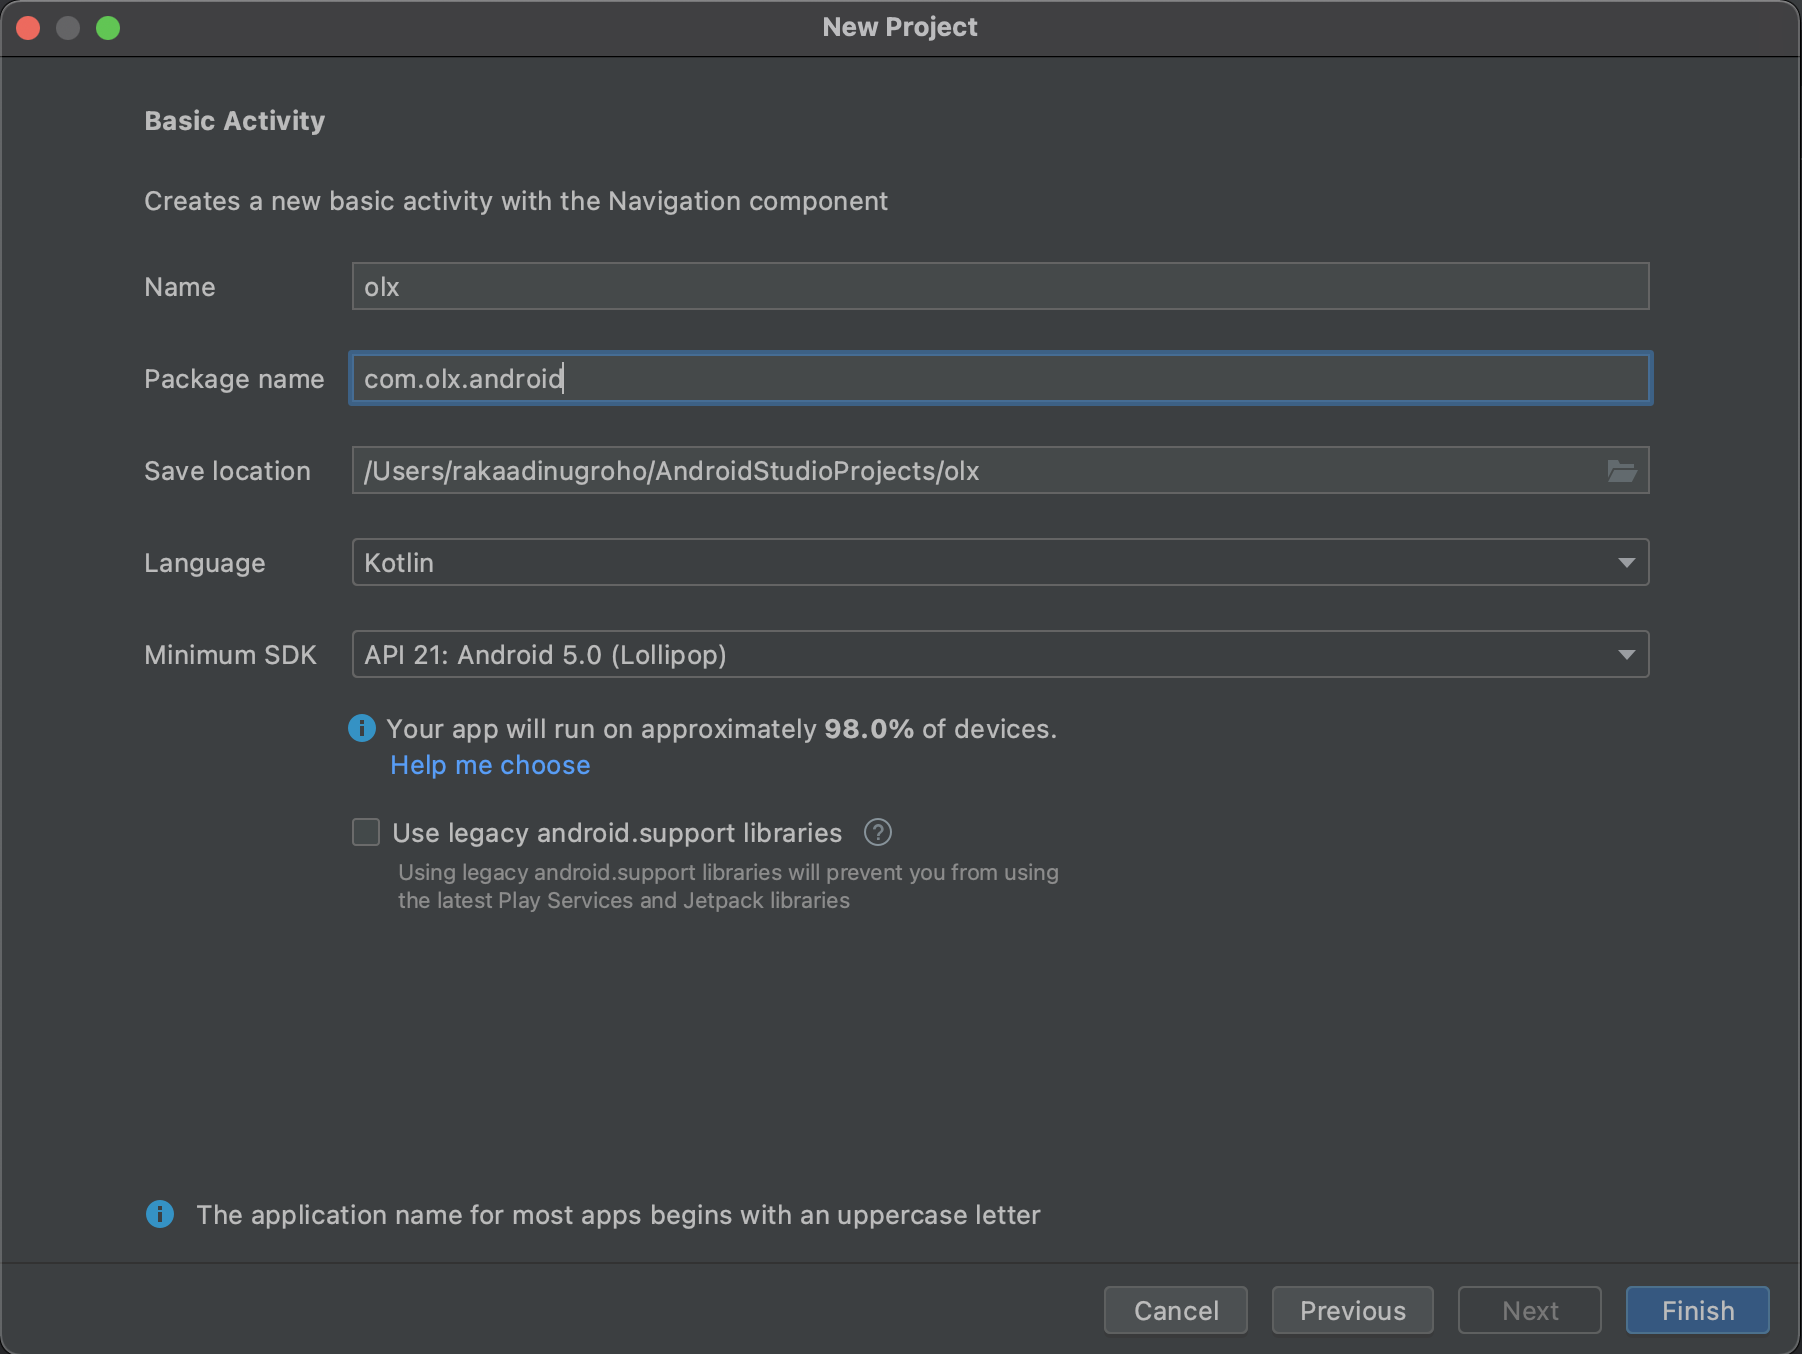 New Project
Basic Activity
Creates a new basic activity with the Navigation component
Name olx
Package name com.olx.android
Save location /Users/rakaadinugroho/AndroidStudioProjects/olx
Language Kotlin
Minimum SDK API 21: Android 5.0 (Lollipop)
Your app will run on approximately 98.0% of devices.
Help me choose
Use legacy android.support libraries ?
Using legacy android.support libraries will prevent you from using
the latest Play Services and Jetpack libraries
The application name for most apps begins with an uppercase letter
Cancel Previous Next Finish